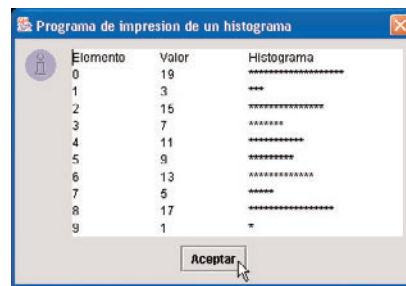 Programa de impresion de un histograma
Elemento Valor Histograma
0 19 *******************
1 3 ***
2 15 ***************
3 7 *******
4 11 ***********
5 9 *********
6 13 *************
7 5 *****
8 17 *****************
9 1 *
Aceptar